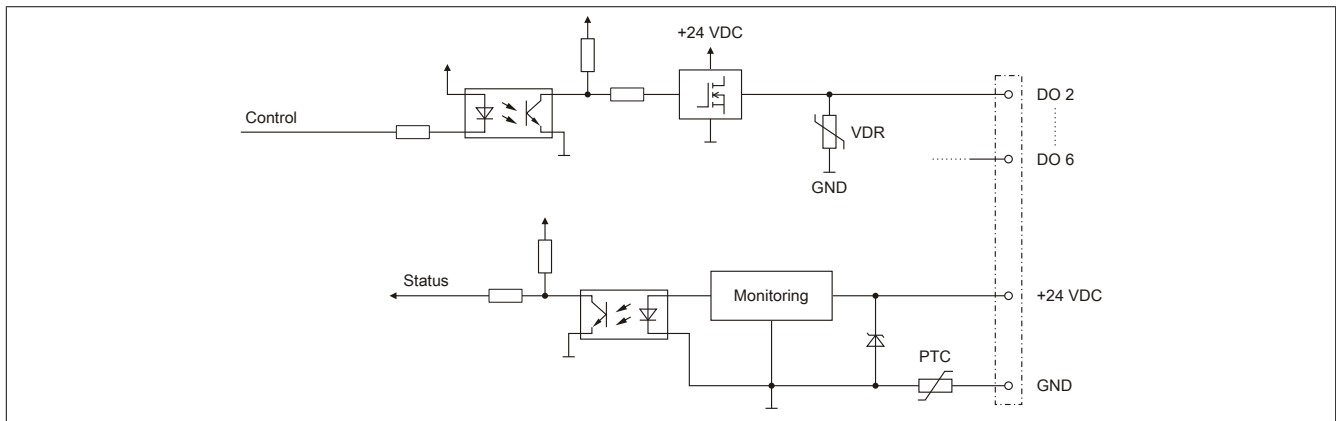 +24 VDC
DO 2
Control
VDR
DO 6
GND
Status
Monitoring
+24 VDC
PTC
GND